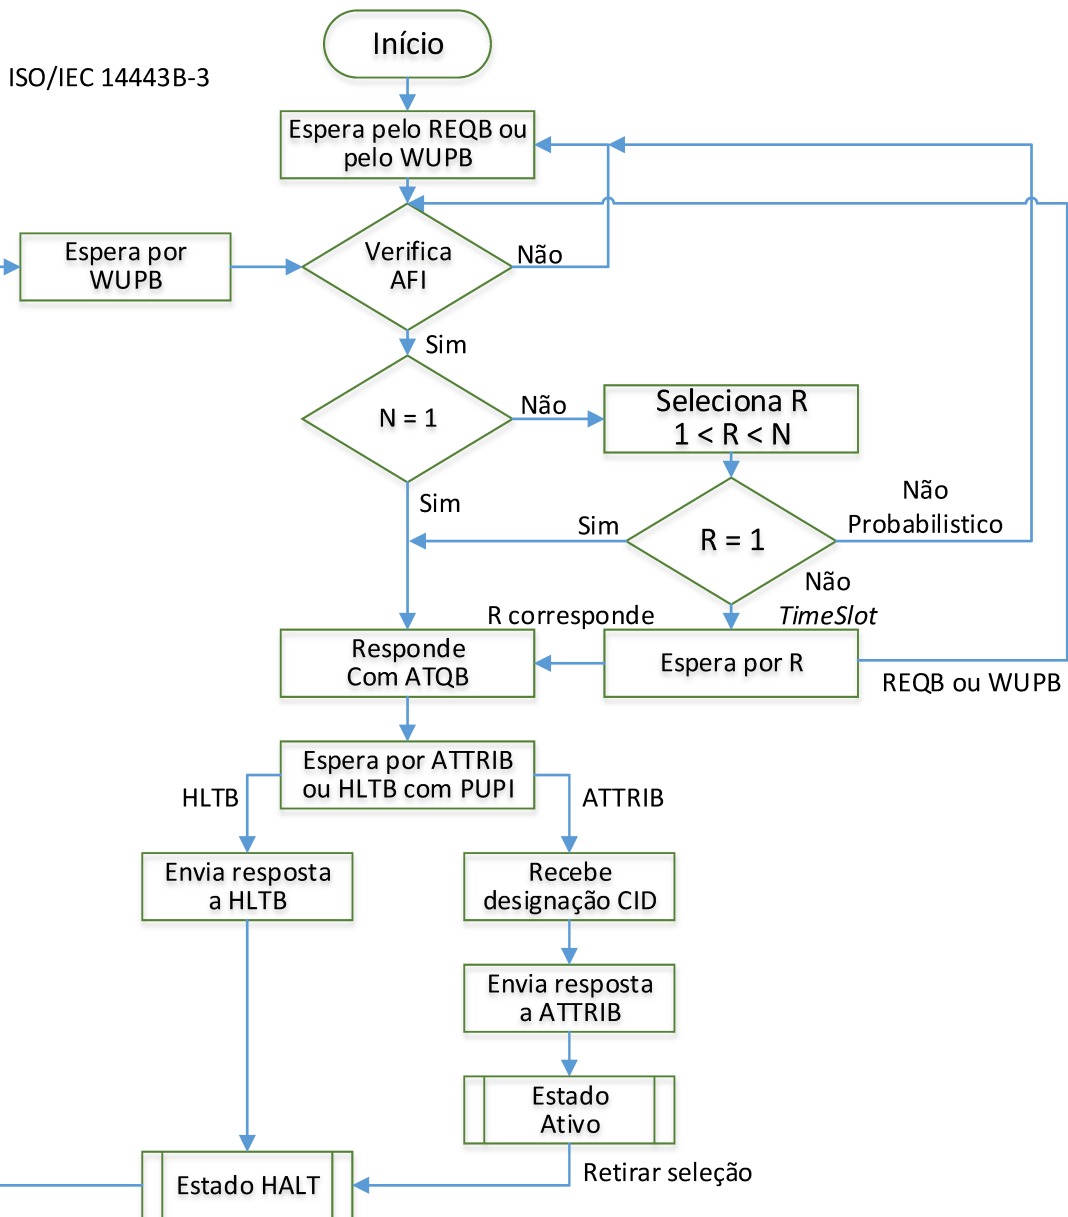 Início
ISO/IEC 14443B-3
Espera pelo REQB ou
pelo WUPB
Espera por
WUPB
Verifica
AFI
Não
Sim
N = 1
Não
Seleciona R
1 < R < N
Sim
Não
Probabilistico
Sim
R = 1
Não
TimeSlot
R corresponde
Responde
Com ATQB
Espera por R
REQB ou WUPB
Espera por ATTRIB
ou HLTB com PUPI
HLTB
ATTRIB
Envia resposta
a HLTB
Recebe
designação CID
Envia resposta
a ATTRIB
Estado
Ativo
Retirar seleção
Estado HALT